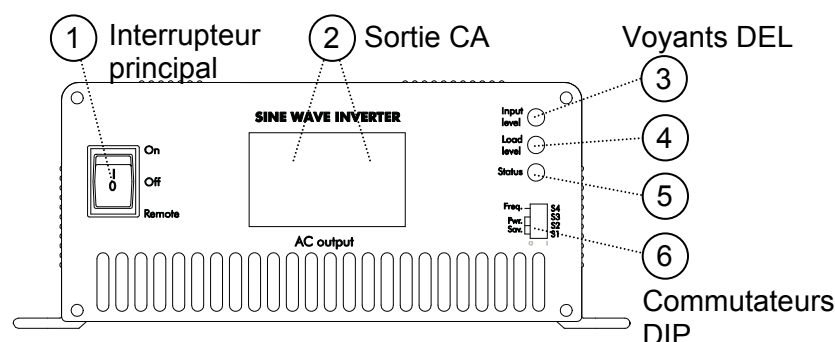 1 Interrupteur principal
2 Sortie CA
Voyants DEL
3
SINE WAVE INVERTER
Input level
4
On
Load level
I
0
Off
Status
5
Remote
Freq. S4
S3
Pwr. S2
Sav. S1
AC output
0 I
6
Commutateurs
DIP